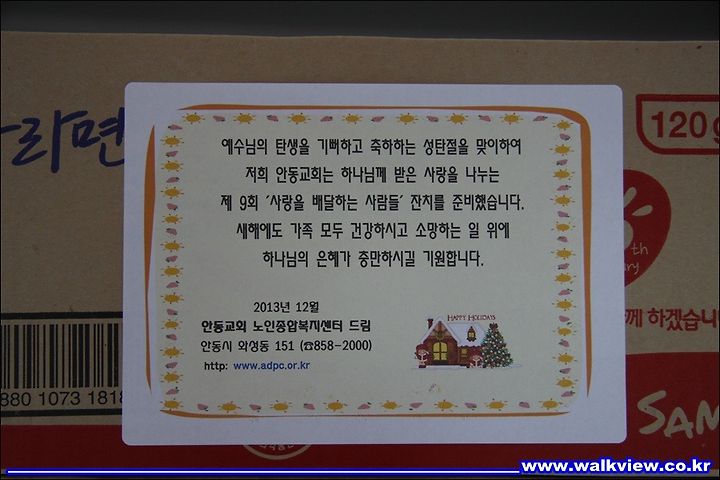 라면
120g
예수님의 탄생을 기뻐하고 축하하는 성탄절을 맞이하여
저희 안동교회는 하나님께 받은 사랑을 나누는
제 9회 '사랑을 배달하는 사람들' 잔치를 준비했습니다.
새해에도 가족 모두 건강하시고 소망하는 일 위에
하나님의 은혜가 충만하시길 기원합니다.
th
하겠습니
2013년 12월
안동교회 노인종합복지센터 드림
안동시 화성동 151 (☎858-2000)
http: www.adpc.or.kr
HAPPY HOLIDAYS
880 1073 1818
SAM
www.walkview.co.kr